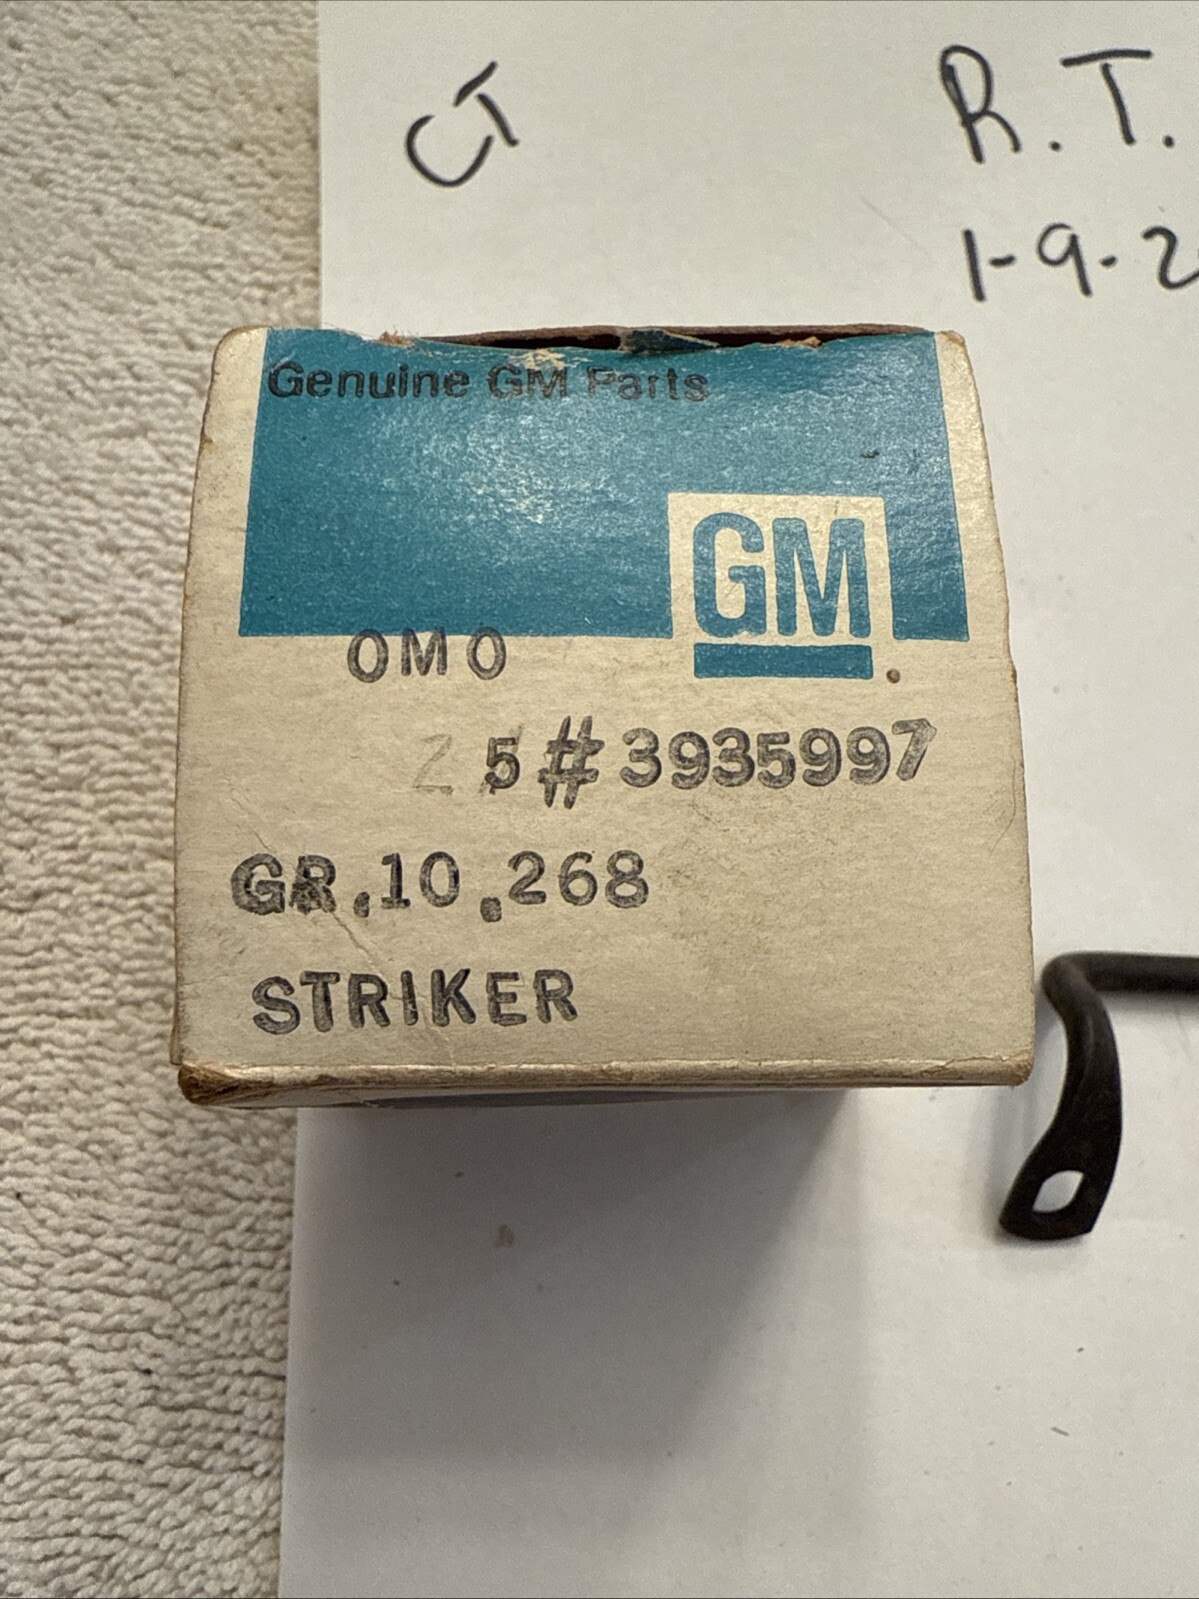 CT
R.T.
1-9-2
Genuine GM Parts
GM
OMO
Z 5#3935997
GR.10.268
STRIKER